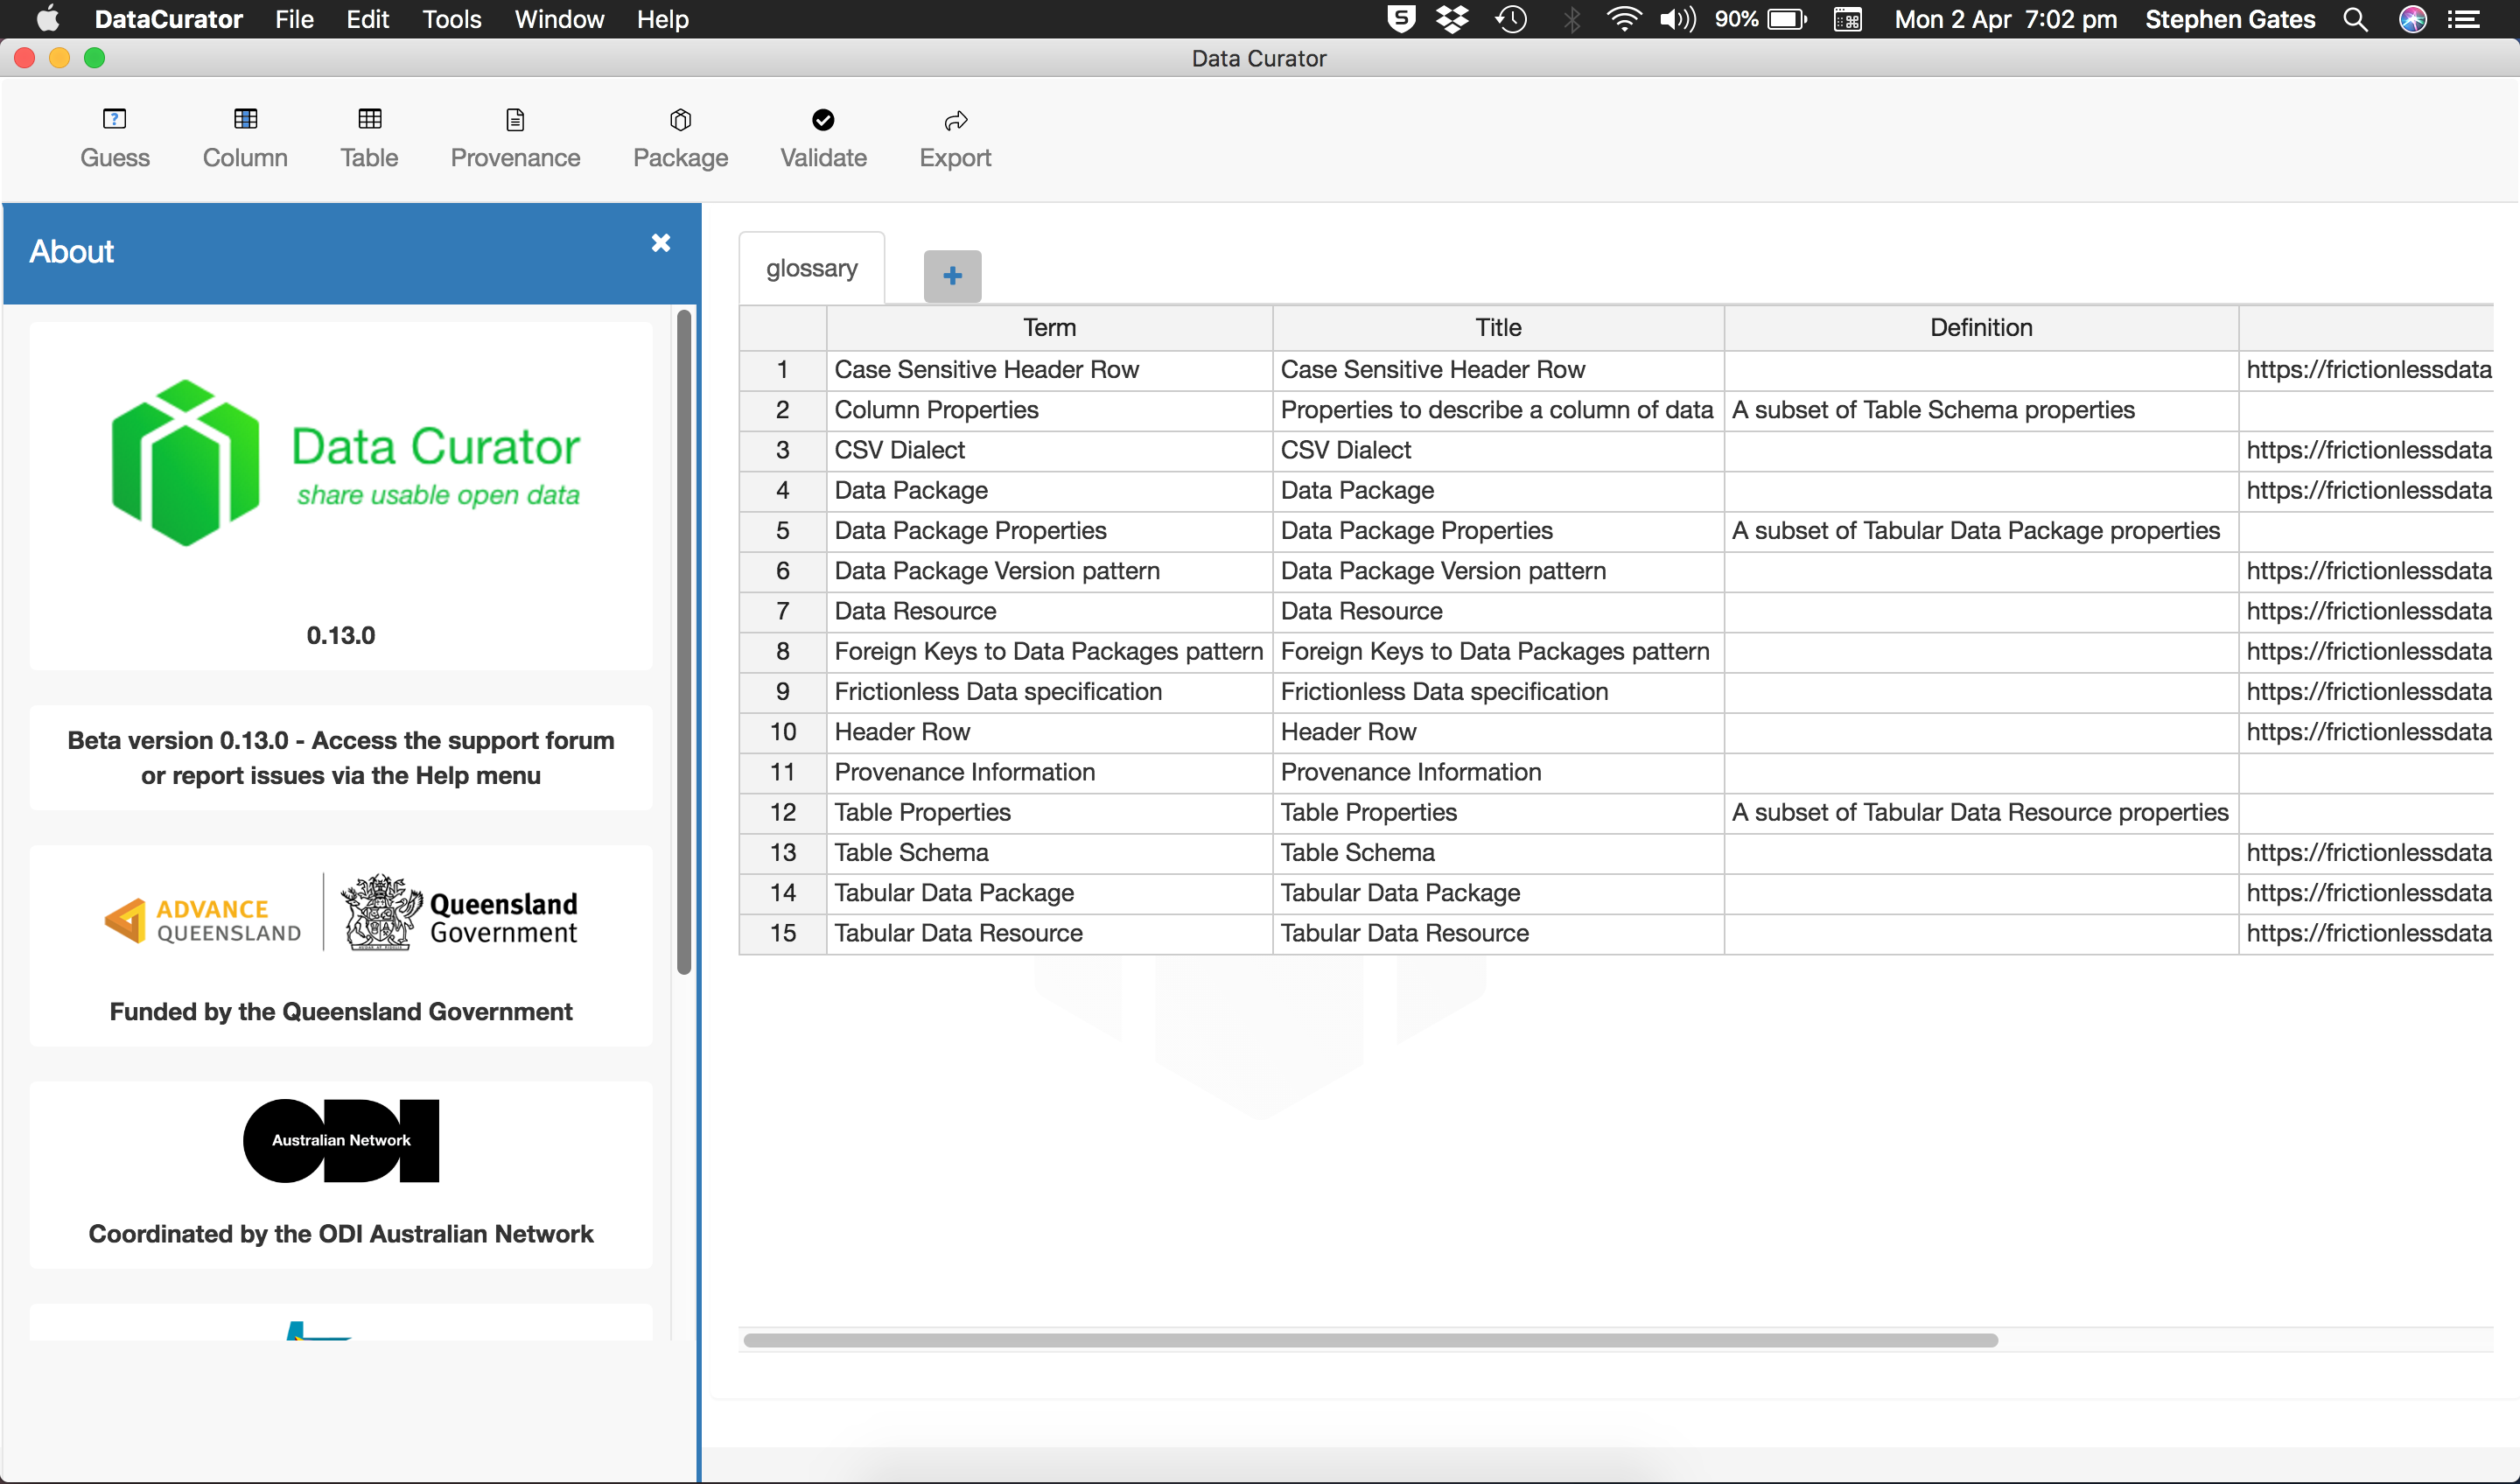 DataCurator File Edit Tools Window Help 90% Mon 2 Apr 7:02 pm Stephen Gates
Data Curator
Guess Column Table Provenance Package Validate Export
About
Data Curator
share usable open data
0.13.0
Beta version 0.13.0 - Access the support forum
or report issues via the Help menu
ADVANCE
QUEENSLAND
Queensland
Government
Funded by the Queensland Government
ODI
Australian Network
Coordinated by the ODI Australian Network
glossary
Term Title Definition
1 Case Sensitive Header Row Case Sensitive Header Row https://frictionlessdata
2 Column Properties Properties to describe a column of data A subset of Table Schema properties
3 CSV Dialect CSV Dialect https://frictionlessdata
4 Data Package Data Package https://frictionlessdata
5 Data Package Properties Data Package Properties A subset of Tabular Data Package properties
6 Data Package Version pattern Data Package Version pattern https://frictionlessdata
7 Data Resource Data Resource https://frictionlessdata
8 Foreign Keys to Data Packages pattern Foreign Keys to Data Packages pattern https://frictionlessdata
9 Frictionless Data specification Frictionless Data specification https://frictionlessdata
10 Header Row Header Row https://frictionlessdata
11 Provenance Information Provenance Information
12 Table Properties Table Properties A subset of Tabular Data Resource properties
13 Table Schema Table Schema https://frictionlessdata
14 Tabular Data Package Tabular Data Package https://frictionlessdata
15 Tabular Data Resource Tabular Data Resource https://frictionlessdata